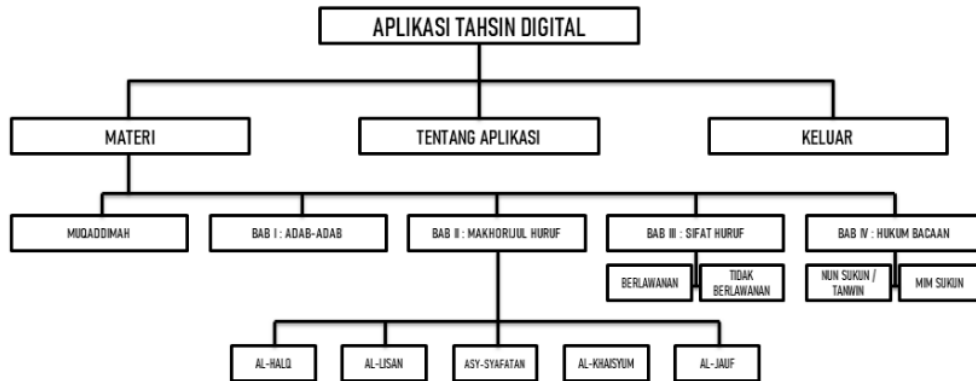 APLIKASI TAHSIN DIGITAL
MATERI
TENTANG APLIKASI
KELUAR
MUQADDIMAH
BAB I : ADAB-ADAB
BAB II : MAKHORIJUL HURUF
BAB III : SIFAT HURUF
BAB IV : HUKUM BACAAN
BERLAWANAN
TIDAK
BERLAWANAN
NUN SUKUN /
TANWIN
MIM SUKUN
AL-HALQ
AL-LISAN
ASY-SYAFATAN
AL-KHAISYUM
AL-JAUF